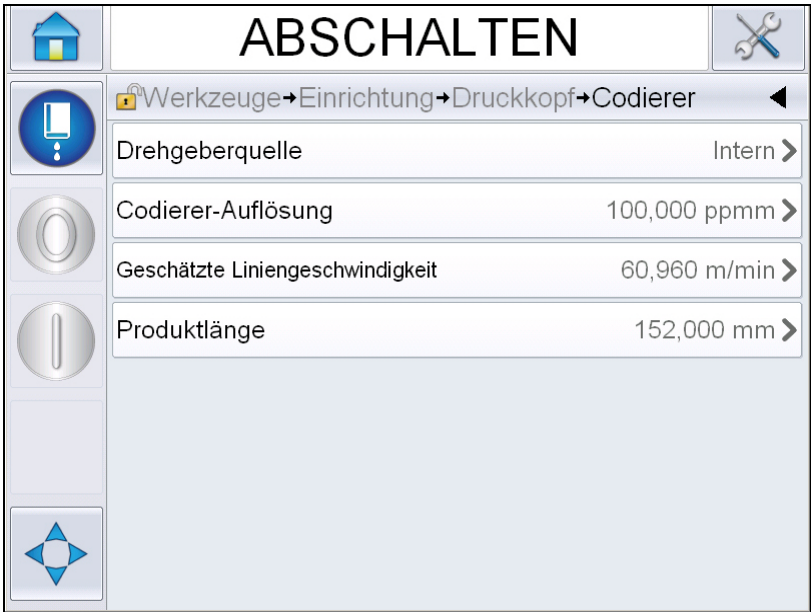 ABSCHALTEN
Werkzeuge→Einrichtung→Druckkopf→Codierer
Drehgeberquelle Intern
Codierer-Auflösung 100,000 ppmm
Geschätzte Liniengeschwindigkeit 60,960 m/min
Produktlänge 152,000 mm